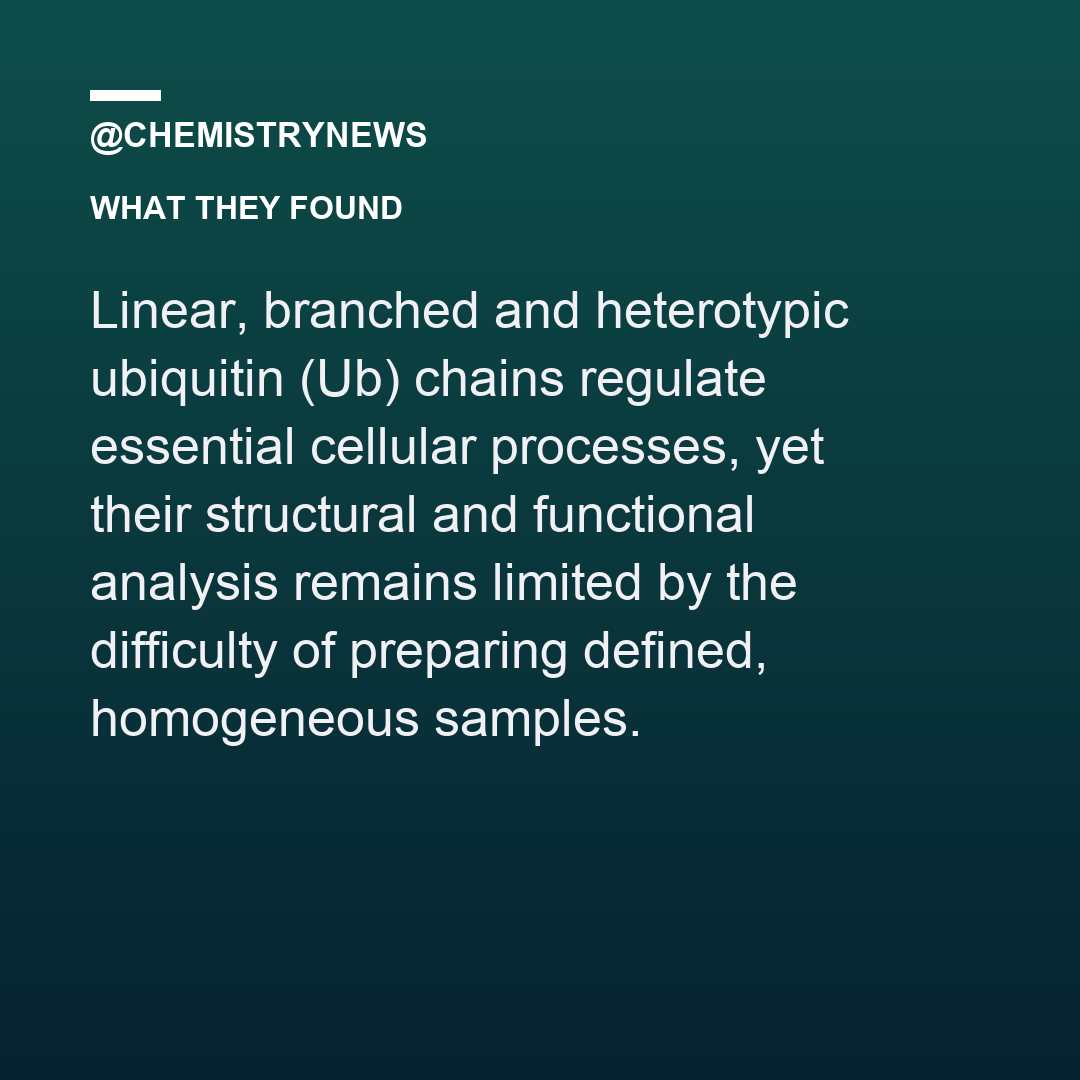 @CHEMISTRYNEWS
WHAT THEY FOUND
Linear, branched and heterotypic
ubiquitin (Ub) chains regulate
essential cellular processes, yet
their structural and functional
analysis remains limited by the
difficulty of preparing defined,
homogeneous samples.